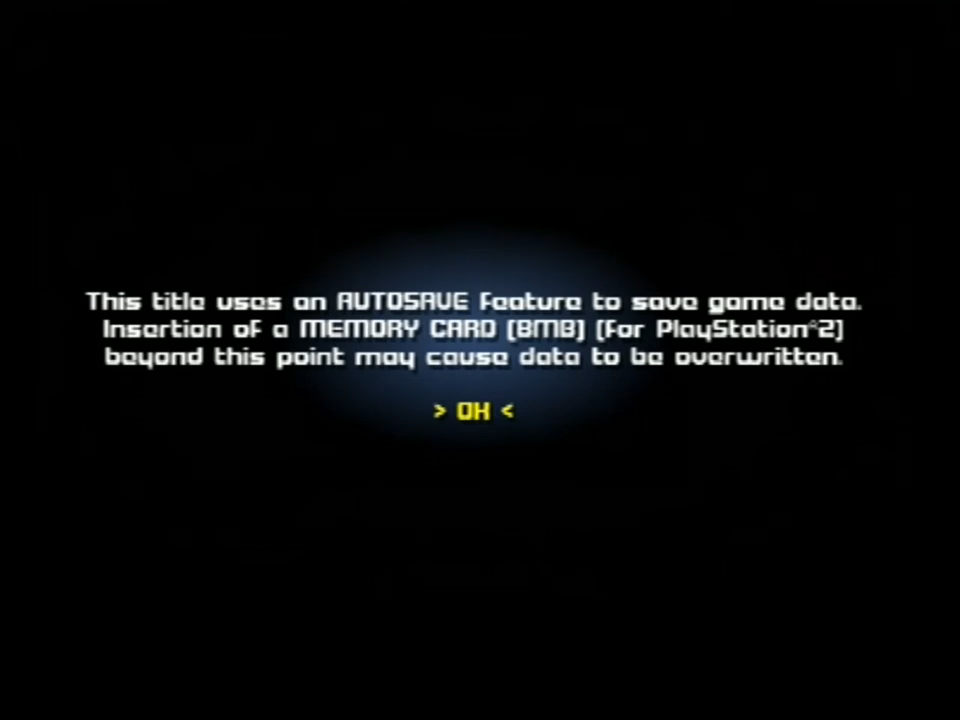 This title uses an AUTOSAVE feature to save game data.
Insertion of a MEMORY CARD (8MB) (for PlayStation®2)
beyond this point may cause data to be overwritten.
> OK <